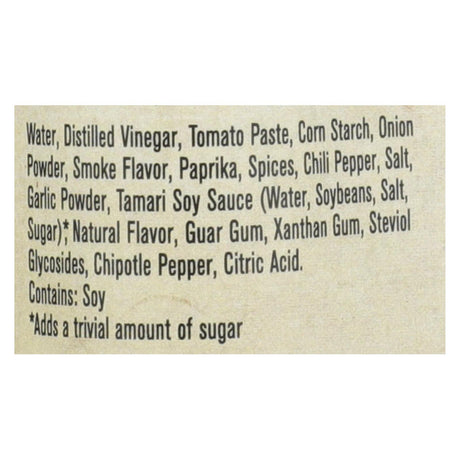 Water, Distilled Vinegar, Tomato Paste, Corn Starch, Onion
Powder, Smoke Flavor, Paprika, Spices, Chili Pepper, Salt,
Garlic Powder, Tamari Soy Sauce (Water, Soybeans, Salt,
Sugar)*, Natural Flavor, Guar Gum, Xanthan Gum, Steviol
Glycosides, Chipotle Pepper, Citric Acid.
Contains: Soy
*Adds a trivial amount of sugar